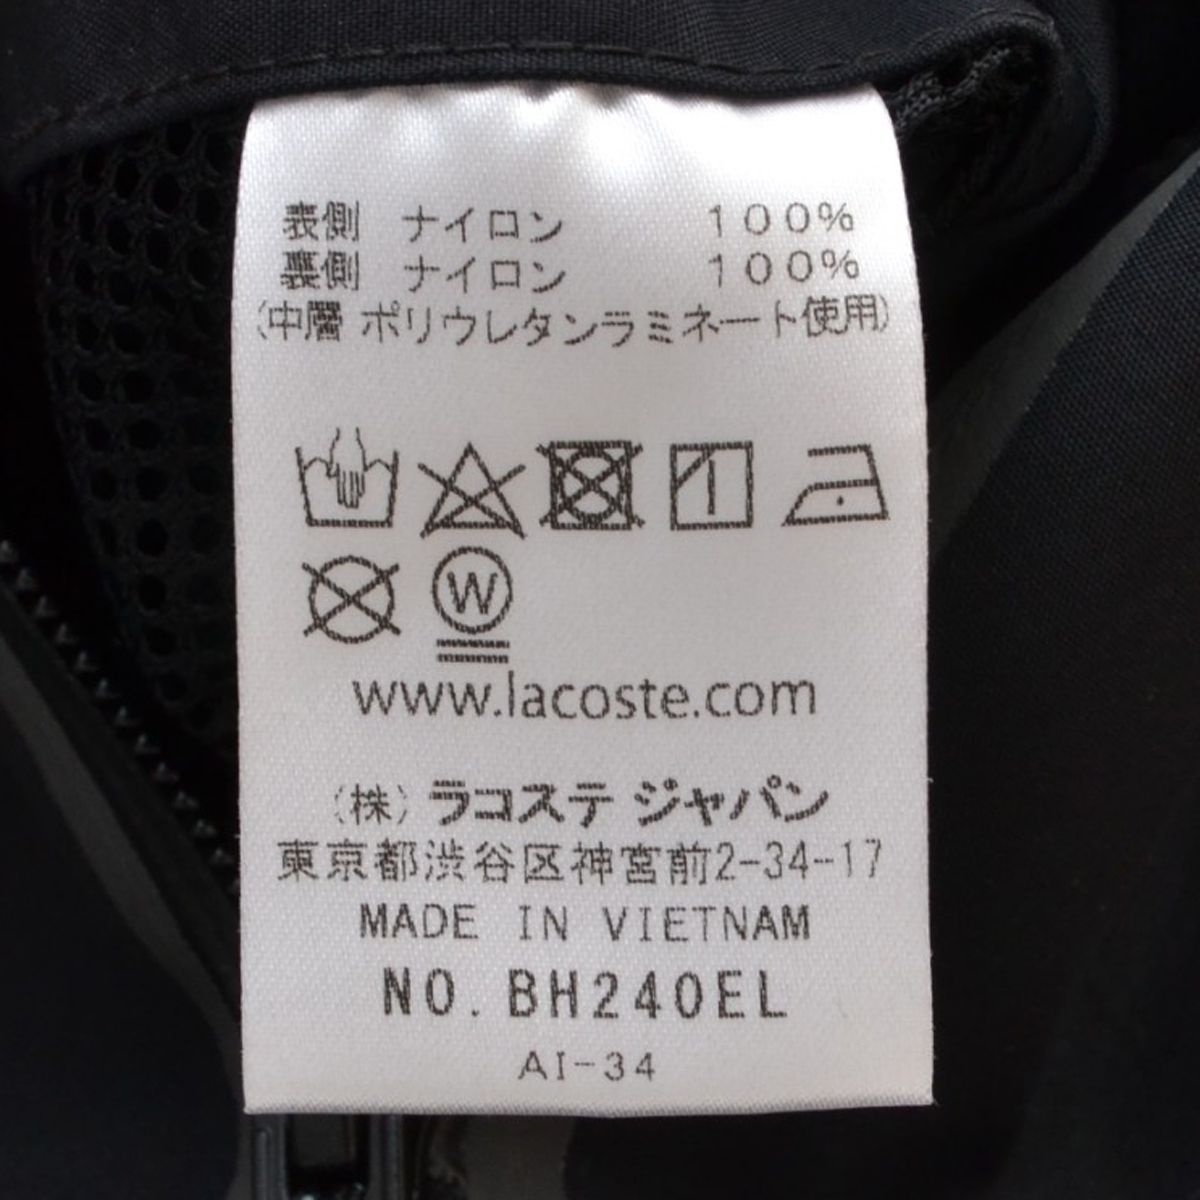 表側 ナイロン 100%
裏側 ナイロン 100%
(中層 ポリウレタンラミネート使用)
W
www.lacoste.com
(株) ラコステ ジャパン
東京都渋谷区神宮前2-34-17
MADE IN VIETNAM
NO. BH240EL
AI-34